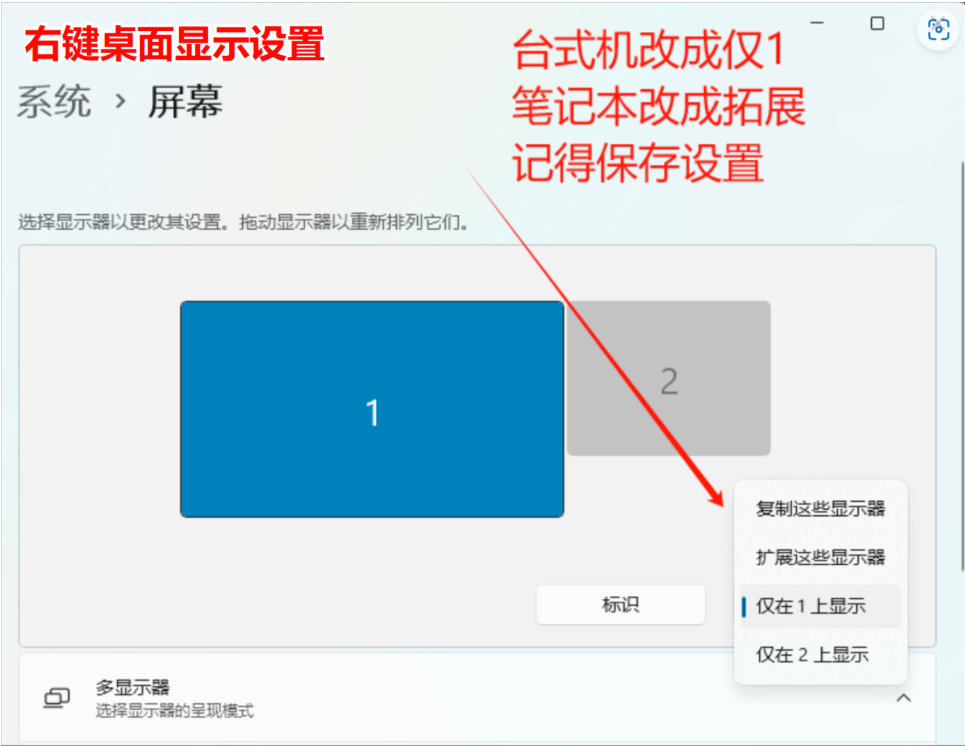 右键桌面显示设置
台式机改成仅1
笔记本改成拓展
记得保存设置
系统 › 屏幕
选择显示器以更改其设置。拖动显示器以重新排列它们。
1
2
复制这些显示器
扩展这些显示器
仅在 1 上显示
仅在 2 上显示
标识
多显示器
选择显示器的呈现模式